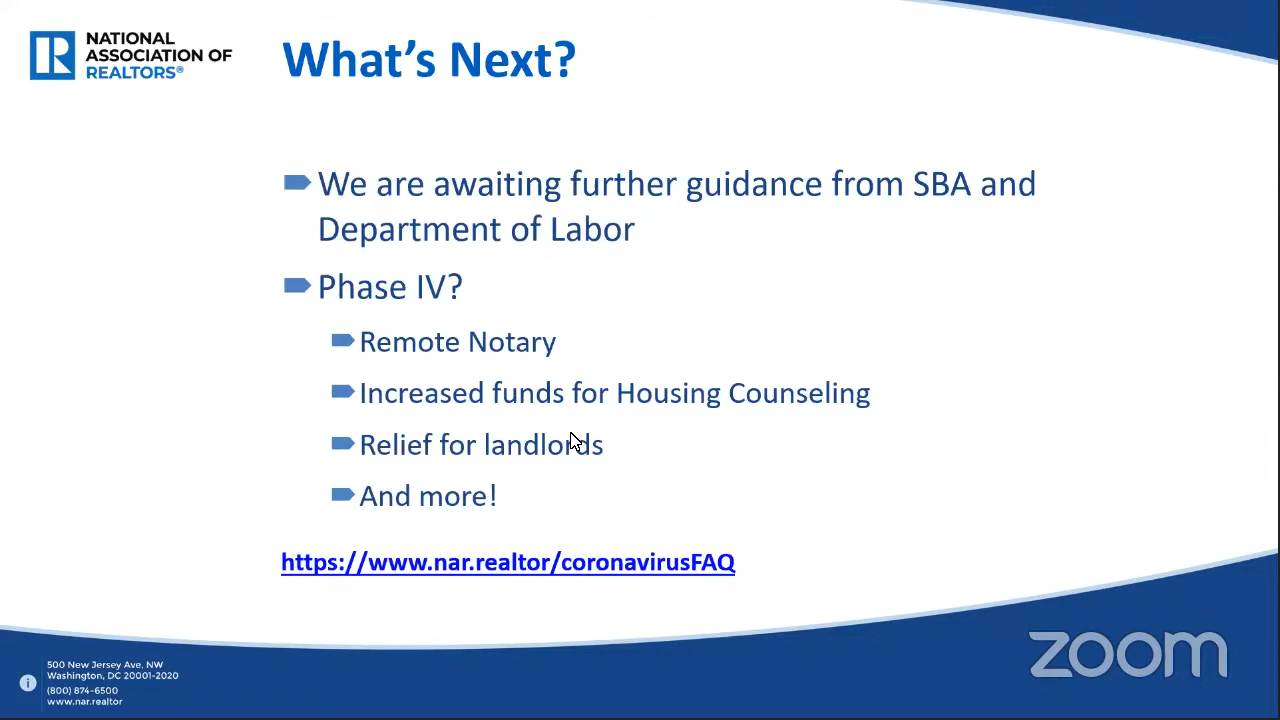 NATIONAL
ASSOCIATION OF
REALTORS®
What's Next?
We are awaiting further guidance from SBA and
Department of Labor
Phase IV?
Remote Notary
Increased funds for Housing Counseling
Relief for landlords
And more!
https://www.nar.realtor/coronavirusFAQ
500 New Jersey Ave, NW
Washington, DC 20001-2020
(800) 874-6500
www.nar.realtor
zoom